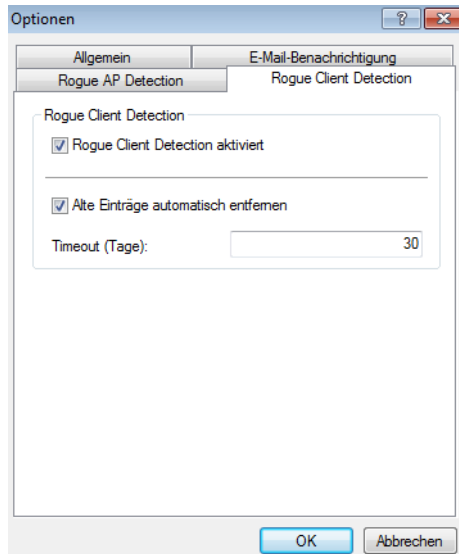 Optionen
?
Allgemein
E-Mail-Benachrichtigung
Rogue AP Detection
Rogue Client Detection
Rogue Client Detection
Rogue Client Detection aktiviert
Alte Einträge automatisch entfernen
Timeout (Tage):
30
OK
Abbrechen